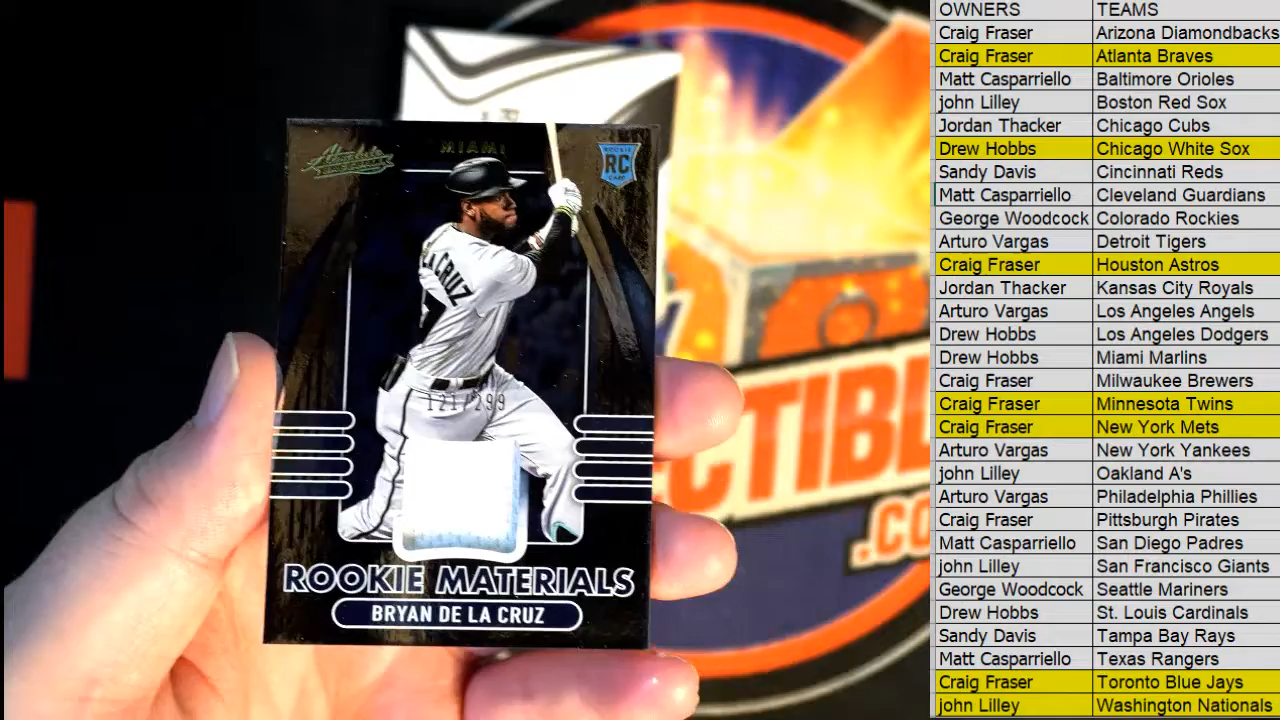 MIAMI
Absolute
ROOKIE
RC
CARD
LA CRUZ
121/299
ROOKIE MATERIALS
BRYAN DE LA CRUZ
CTIBL
.CO
OWNERS TEAMS
Craig Fraser Arizona Diamondbacks
Craig Fraser Atlanta Braves
Matt Casparriello Baltimore Orioles
john Lilley Boston Red Sox
Jordan Thacker Chicago Cubs
Drew Hobbs Chicago White Sox
Sandy Davis Cincinnati Reds
Matt Casparriello Cleveland Guardians
George Woodcock Colorado Rockies
Arturo Vargas Detroit Tigers
Craig Fraser Houston Astros
Jordan Thacker Kansas City Royals
Arturo Vargas Los Angeles Angels
Drew Hobbs Los Angeles Dodgers
Drew Hobbs Miami Marlins
Craig Fraser Milwaukee Brewers
Craig Fraser Minnesota Twins
Craig Fraser New York Mets
Arturo Vargas New York Yankees
john Lilley Oakland A's
Arturo Vargas Philadelphia Phillies
Craig Fraser Pittsburgh Pirates
Matt Casparriello San Diego Padres
john Lilley San Francisco Giants
George Woodcock Seattle Mariners
Drew Hobbs St. Louis Cardinals
Sandy Davis Tampa Bay Rays
Matt Casparriello Texas Rangers
Craig Fraser Toronto Blue Jays
john Lilley Washington Nationals